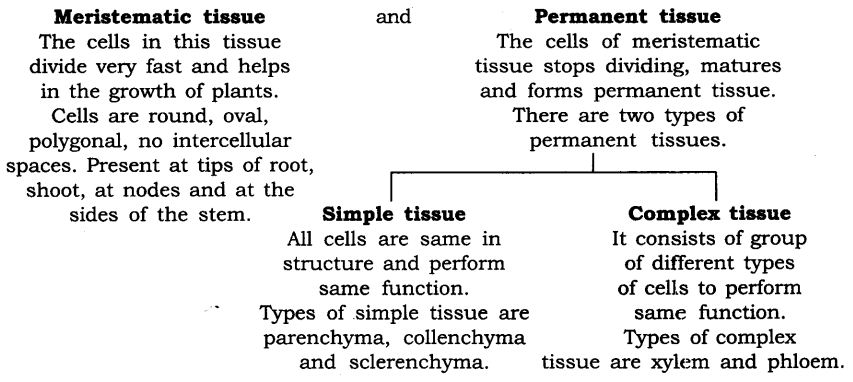 Meristematic tissue and Permanent tissue
The cells in this tissue
divide very fast and helps
in the growth of plants.
Cells are round, oval,
polygonal, no intercellular
spaces. Present at tips of root,
shoot, at nodes and at the
sides of the stem.
The cells of meristematic
tissue stops dividing, matures
and forms permanent tissue.
There are two types of
permanent tissues.
Simple tissue
All cells are same in
structure and perform
same function.
Types of simple tissue are
parenchyma, collenchyma
and sclerenchyma.
Complex tissue
It consists of group
of different types
of cells to perform
same function.
Types of complex
tissue are xylem and phloem.